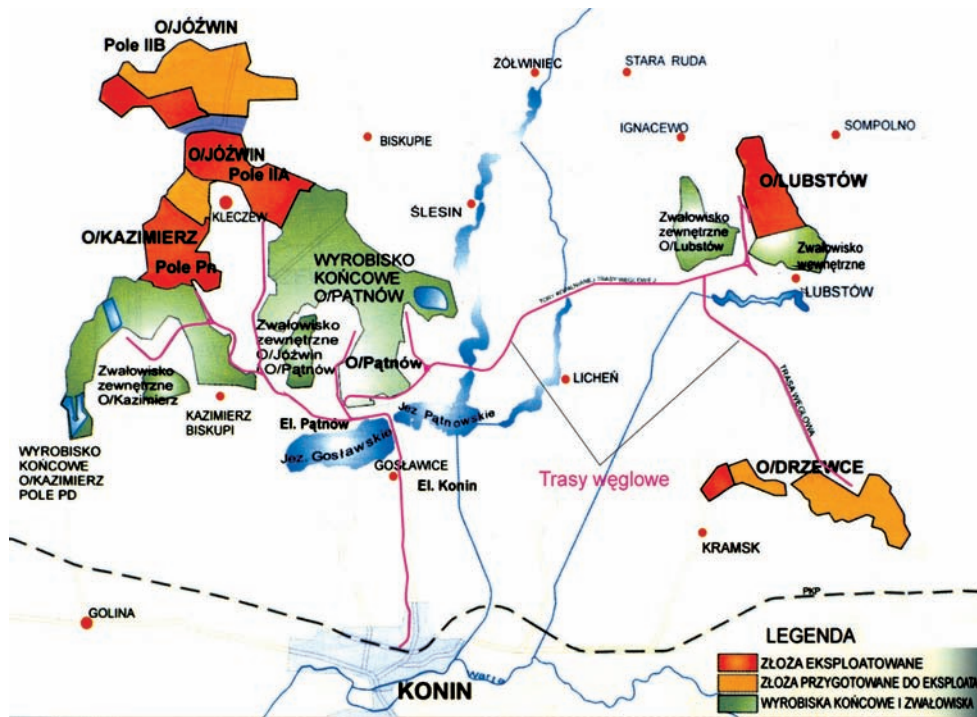 O/JÓŹWIN
Pole IIB
ŻÓŁWINIEC
STARA RUDA
BISKUPIE
IGNACEWO
SOMPOLNO
O/JÓŹWIN
Pole IIA
O/LUBSTÓW
KLECZEW
ŚLESIN
O/KAZIMIERZ
Pole Pn
Zwałowisko
zewnętrzne
O/Lubstów
Zwałowisko
wewnętrzne
WYROBISKO
KOŃCOWE
O/PĄTNÓW
LUBSTÓW
Zwałowisko
zewnętrzne
O/Jóźwin
i O/Pątnów
O/Pątnów
Zwałowisko
zewnętrzne
O/Kazimierz
LICHEŃ
TRASA WĘGLOWA
KAZIMIERZ
BISKUPI
El. Pątnów
Jez. Pątnowskie
Jez. Gosławskie
WYROBISKO
KOŃCOWE
O/KAZIMIERZ
POLE PD
GOSŁAWICE
El. Konin
Trasy węglowe
O/DRZEWCE
KRAMSK
PKP
GOLINA
KONIN
Warta
LEGENDA
ZŁOŻA EKSPLOATOWANE
ZŁOŻA PRZYGOTOWANE DO EKSPLOATA
WYROBISKA KOŃCOWE I ZWAŁOWISKA